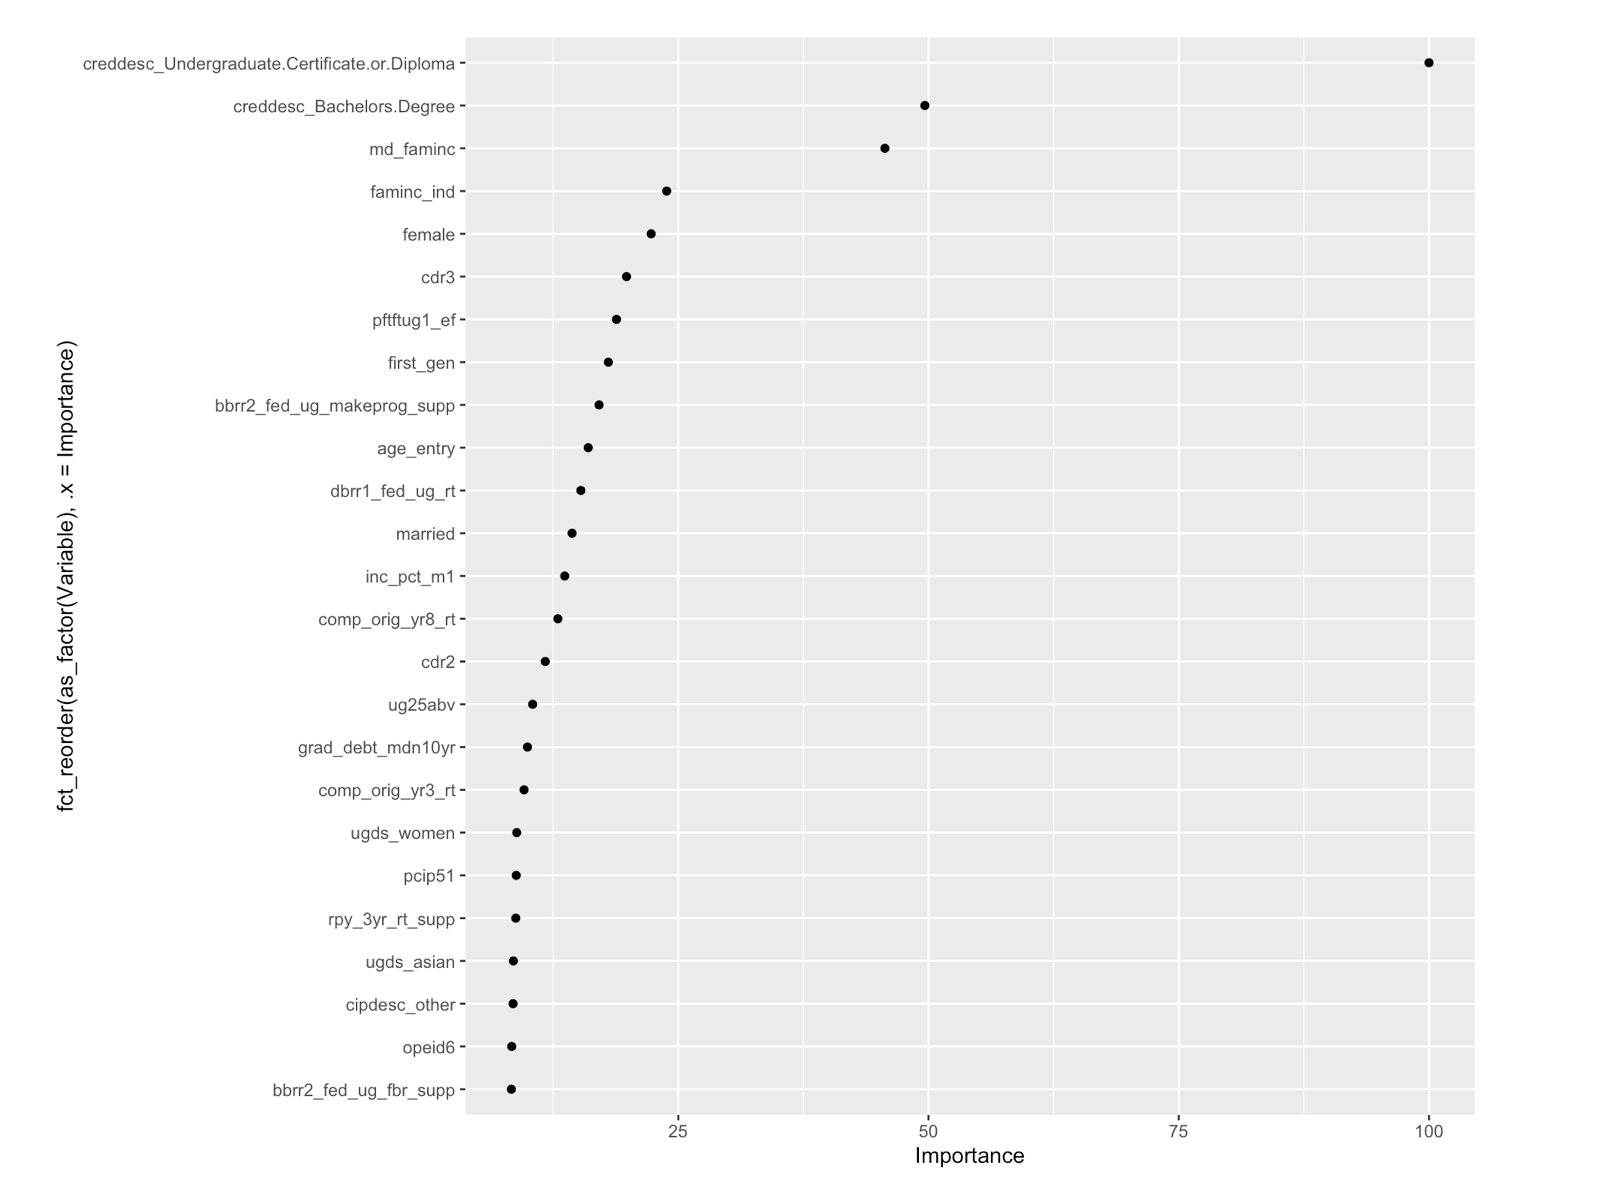 creddesc_Undergraduate.Certificate.or.Diploma
creddesc_Bachelors.Degree
md_faminc
faminc_ind
female
cdr3
pftftug1_ef
first_gen
bbrr2_fed_ug_makeprog_supp
age_entry
dbrr1_fed_ug_rt
married
inc_pct_m1
comp_orig_yr8_rt
cdr2
ug25abv
grad_debt_mdn10yr
comp_orig_yr3_rt
ugds_women
pcip51
rpy_3yr_rt_supp
ugds_asian
cipdesc_other
opeid6
bbrr2_fed_ug_fbr_supp
fct_reorder(as_factor(Variable), .x = Importance)
25 50 75 100
Importance